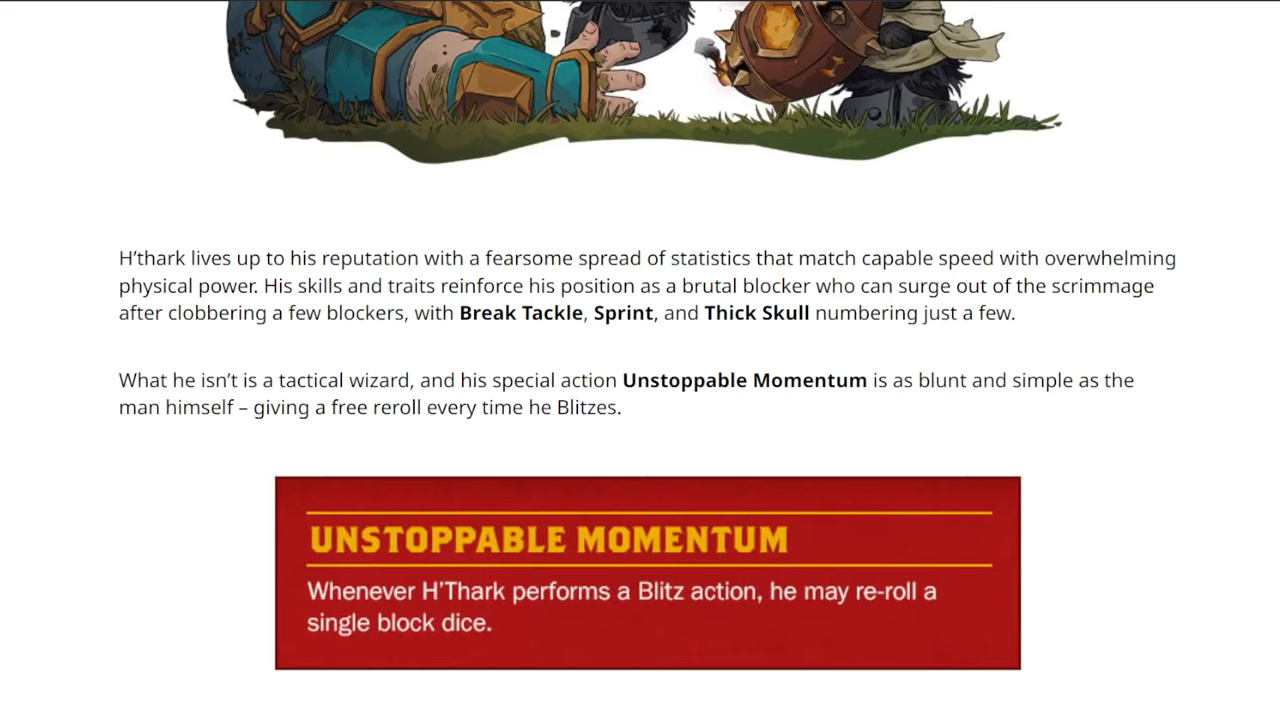 H’thark lives up to his reputation with a fearsome spread of statistics that match capable speed with overwhelming
physical power. His skills and traits reinforce his position as a brutal blocker who can surge out of the scrimmage
after clobbering a few blockers, with Break Tackle, Sprint, and Thick Skull numbering just a few.
What he isn’t is a tactical wizard, and his special action Unstoppable Momentum is as blunt and simple as the
man himself – giving a free reroll every time he Blitzes.
UNSTOPPABLE MOMENTUM
Whenever H’Thark performs a Blitz action, he may re-roll a
single block dice.